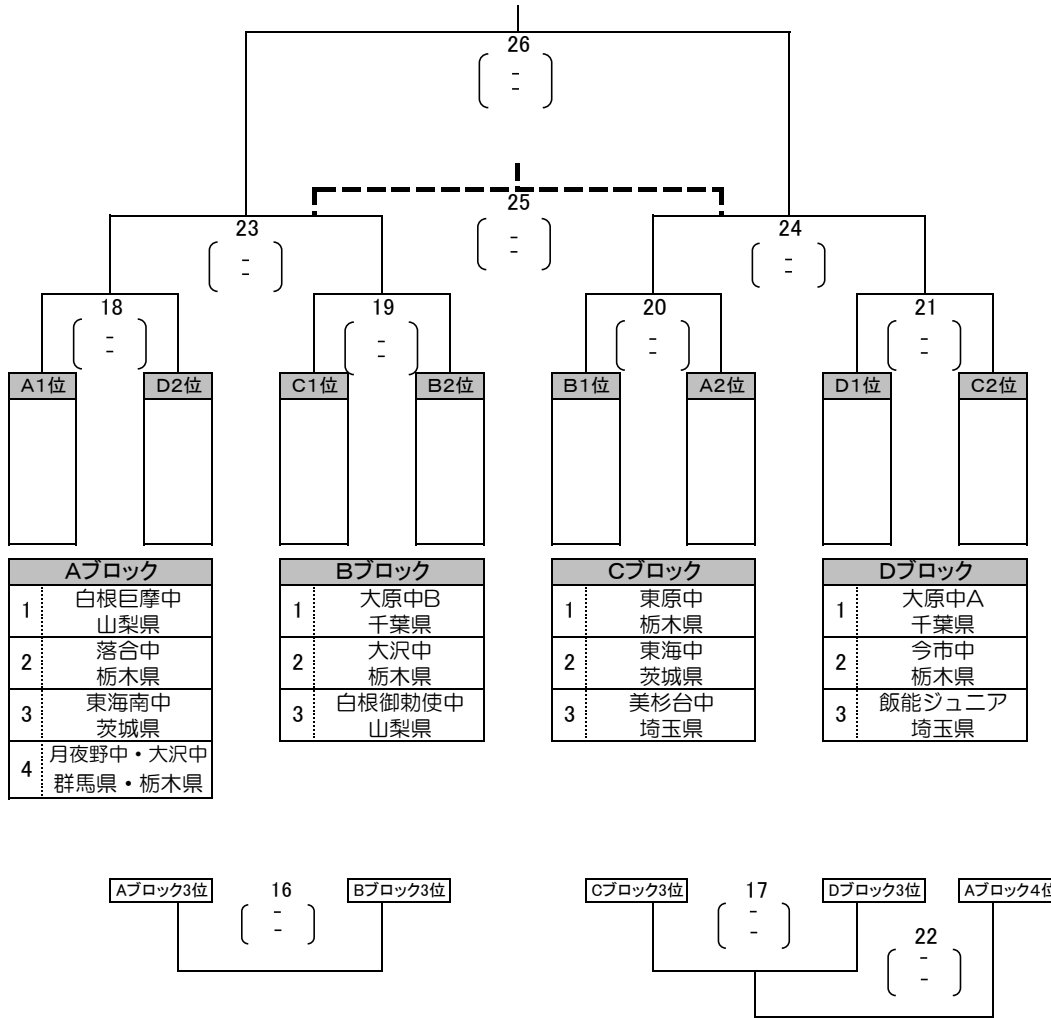 26
-
-
25
-
-
23
-
-
24
-
-
18
-
-
19
-
-
20
-
-
21
-
-
A1位
D2位
C1位
B2位
B1位
A2位
D1位
C2位
Aブロック
1
白根巨摩中
山梨県
2
落合中
栃木県
3
東海南中
茨城県
4
月夜野中・大沢中
群馬県・栃木県
Bブロック
1
大原中B
千葉県
2
大沢中
栃木県
3
白根御勅使中
山梨県
Cブロック
1
東原中
栃木県
2
東海中
茨城県
3
美杉台中
埼玉県
Dブロック
1
大原中A
千葉県
2
今市中
栃木県
3
飯能ジュニア
埼玉県
Aブロック3位
16
-
-
Bブロック3位
Cブロック3位
17
-
-
Dブロック3位
Aブロック4位
22
-
-